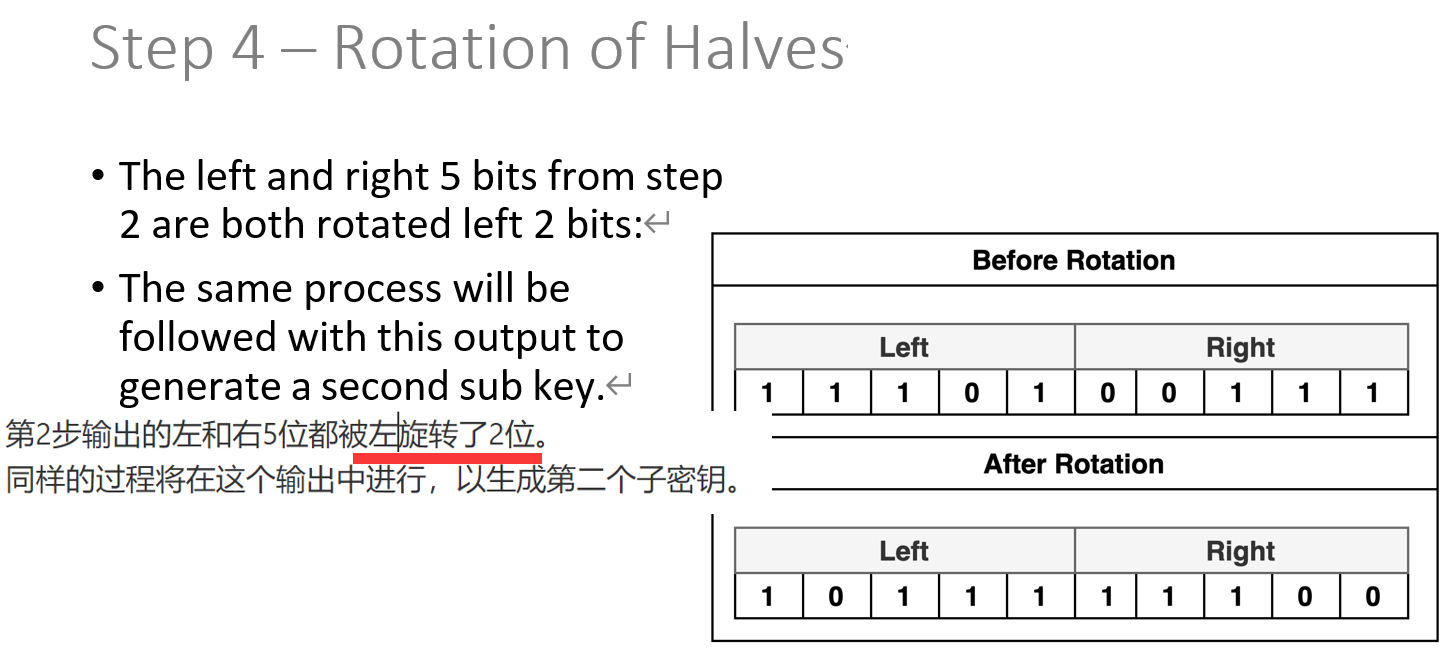 Step 4 – Rotation of Halves
• The left and right 5 bits from step
2 are both rotated left 2 bits:↵
• The same process will be
followed with this output to
generate a second sub key.↵
第2步输出的左和右5位都被左旋转了2位。
同样的过程将在这个输出中进行，以生成第二个子密钥。
Before Rotation
Left Right
1 1 1 0 1 0 0 1 1 1
After Rotation
Left Right
1 0 1 1 1 1 1 1 0 0